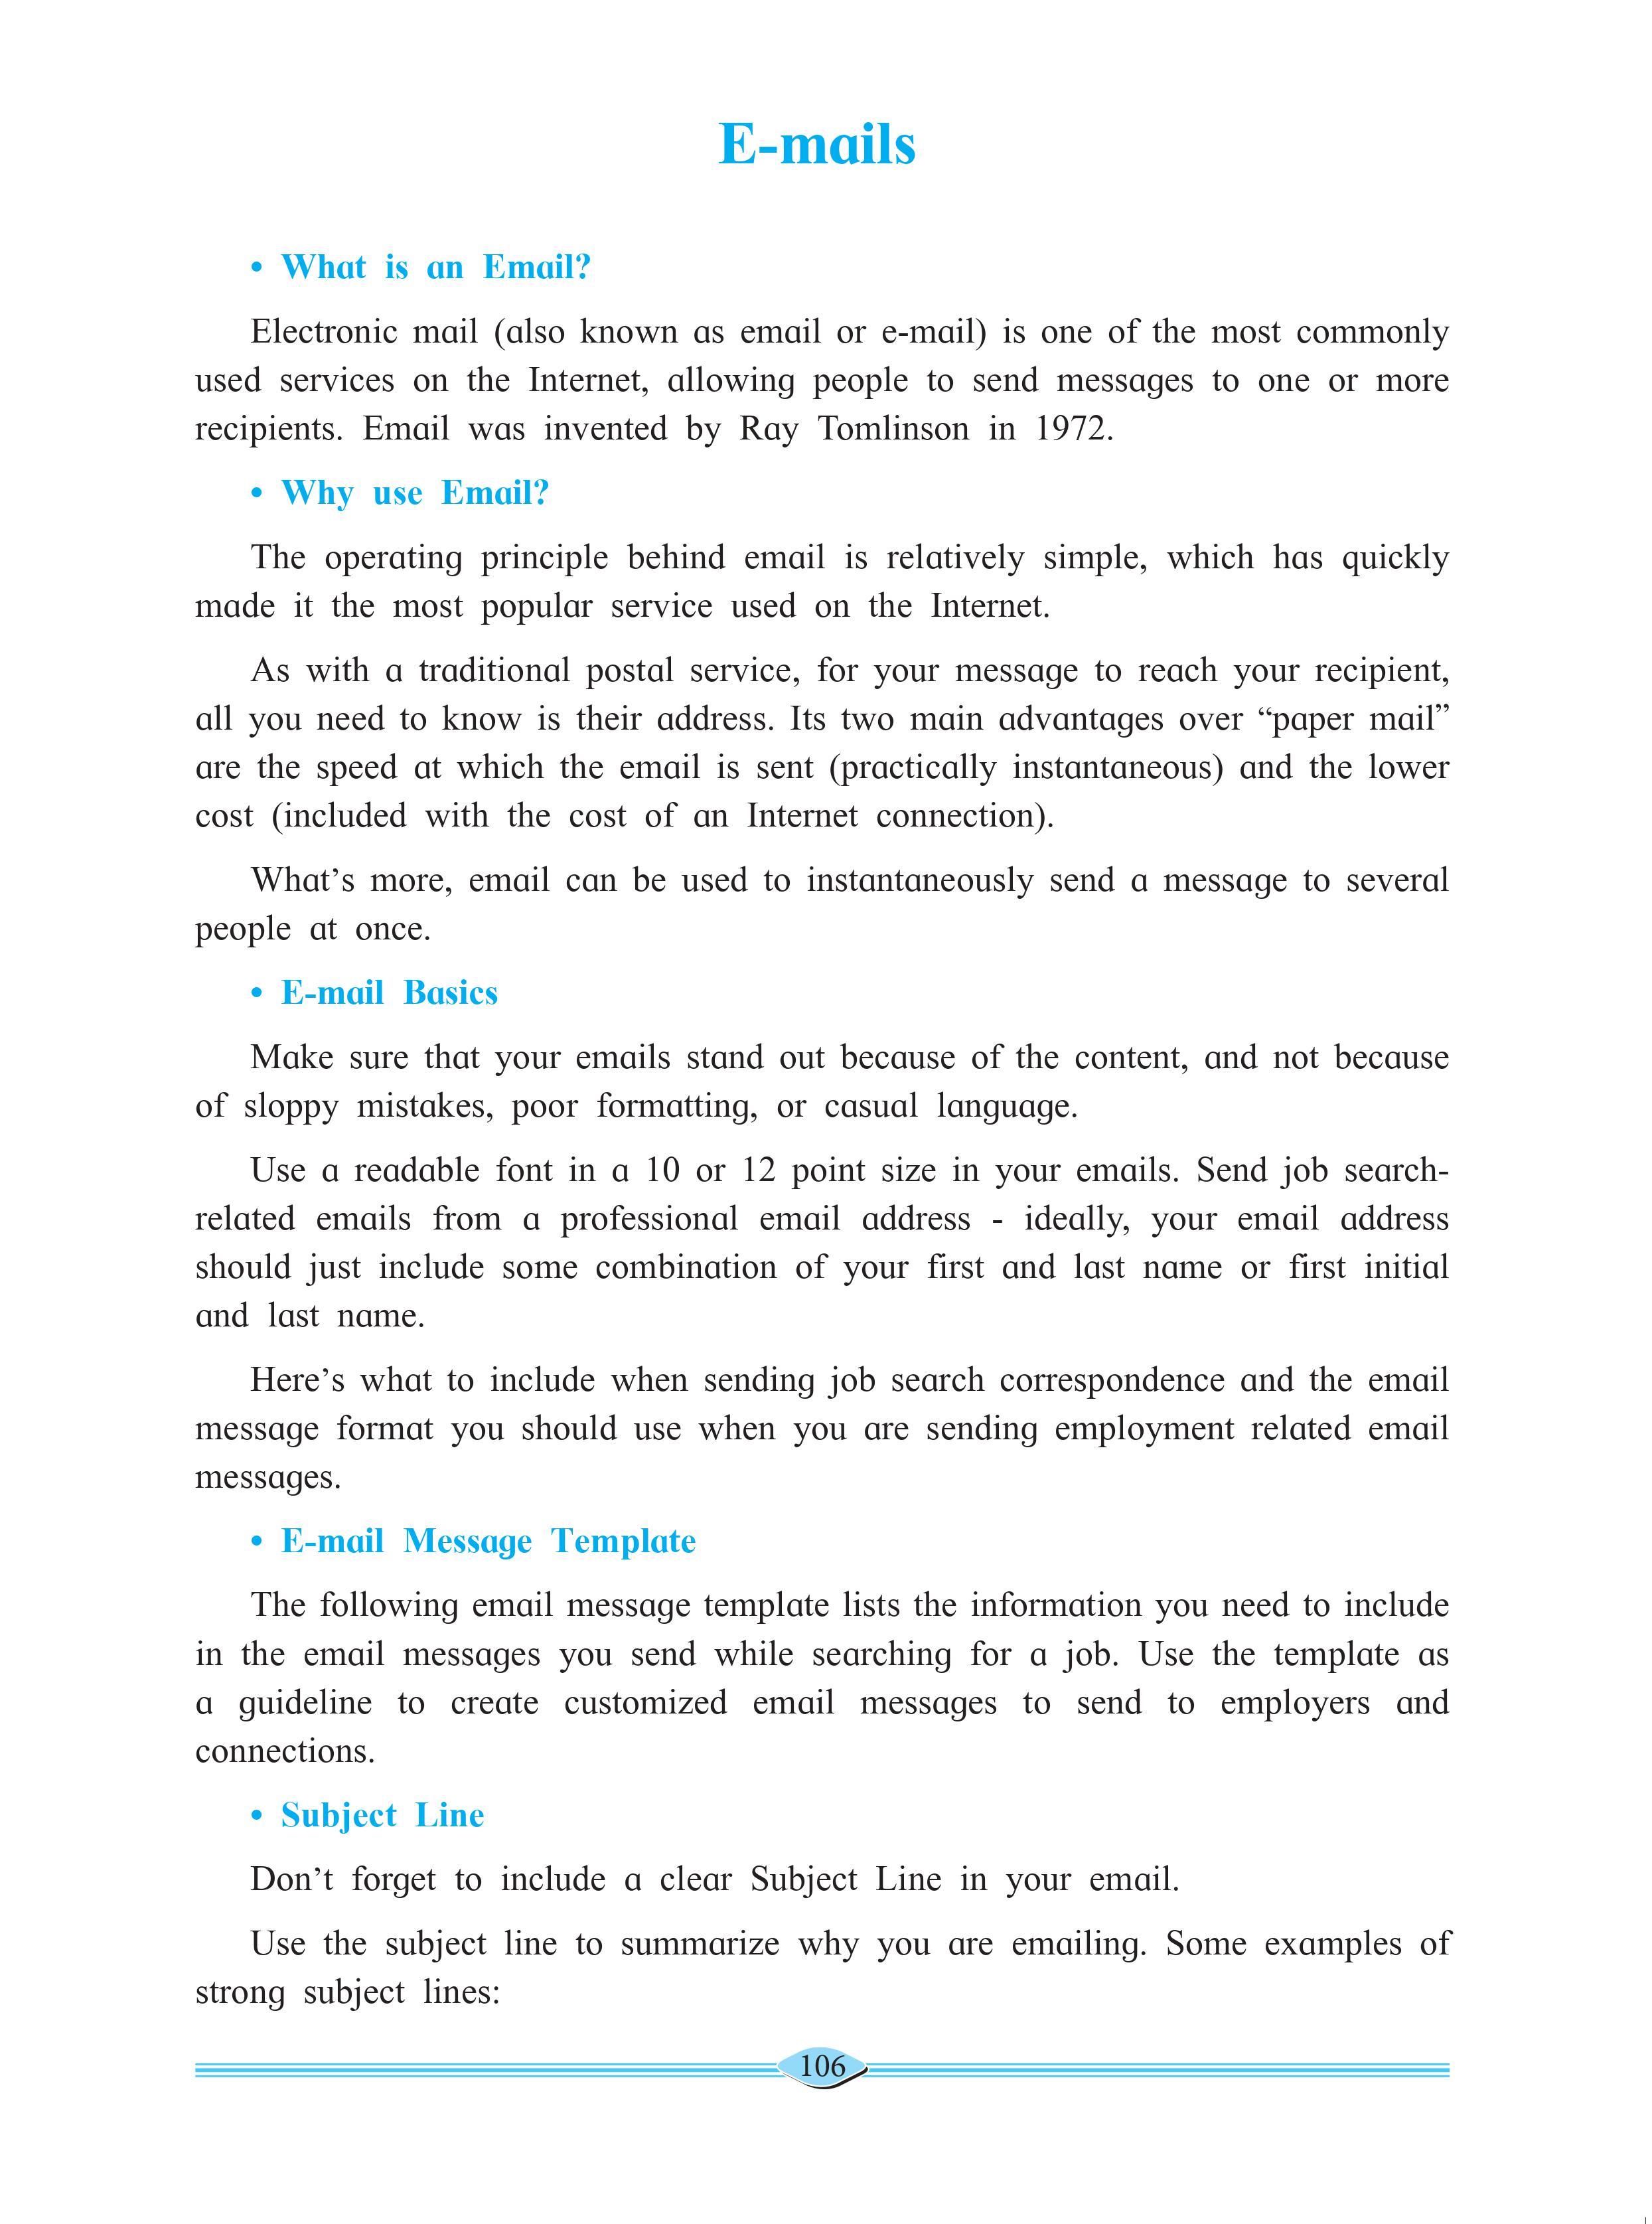 E-mails
• What is an Email?
Electronic mail (also known as email or e-mail) is one of the most commonly
used services on the Internet, allowing people to send messages to one or more
recipients. Email was invented by Ray Tomlinson in 1972.
• Why use Email?
The operating principle behind email is relatively simple, which has quickly
made it the most popular service used on the Internet.
As with a traditional postal service, for your message to reach your recipient,
all you need to know is their address. Its two main advantages over “paper mail”
are the speed at which the email is sent (practically instantaneous) and the lower
cost (included with the cost of an Internet connection).
What’s more, email can be used to instantaneously send a message to several
people at once.
• E-mail Basics
Make sure that your emails stand out because of the content, and not because
of sloppy mistakes, poor formatting, or casual language.
Use a readable font in a 10 or 12 point size in your emails. Send job search-
related emails from a professional email address - ideally, your email address
should just include some combination of your first and last name or first initial
and last name.
Here’s what to include when sending job search correspondence and the email
message format you should use when you are sending employment related email
messages.
• E-mail Message Template
The following email message template lists the information you need to include
in the email messages you send while searching for a job. Use the template as
a guideline to create customized email messages to send to employers and
connections.
• Subject Line
Don’t forget to include a clear Subject Line in your email.
Use the subject line to summarize why you are emailing. Some examples of
strong subject lines:
106